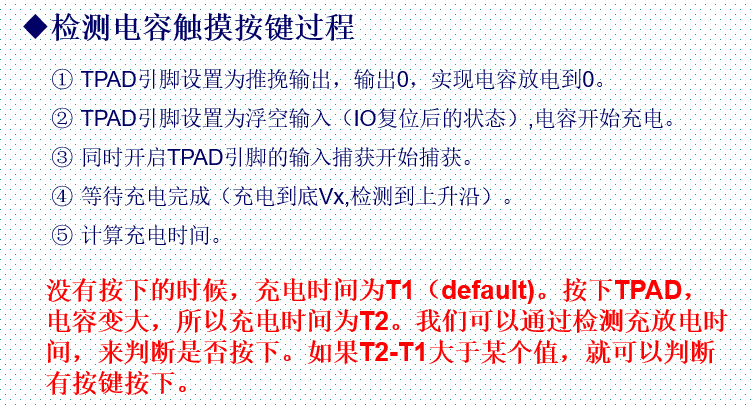 ◆检测电容触摸按键过程
① TPAD引脚设置为推挽输出，输出0，实现电容放电到0。
② TPAD引脚设置为浮空输入（IO复位后的状态）,电容开始充电。
③ 同时开启TPAD引脚的输入捕获开始捕获。
④ 等待充电完成（充电到底Vx,检测到上升沿）。
⑤ 计算充电时间。
没有按下的时候，充电时间为T1（default)。按下TPAD，
电容变大，所以充电时间为T2。我们可以通过检测充放电时
间，来判断是否按下。如果T2-T1大于某个值，就可以判断
有按键按下。